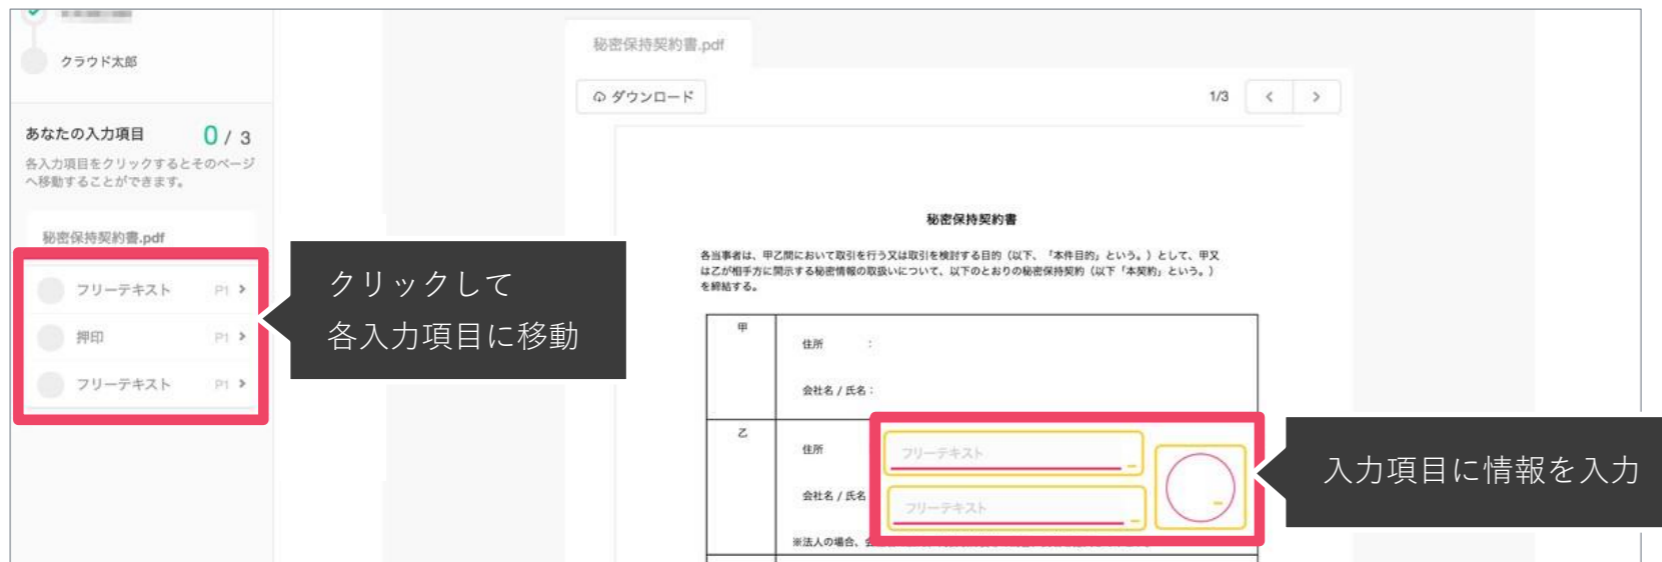 クラウド太郎
あなたの入力項目 0 / 3
各入力項目をクリックするとそのページ
へ移動することができます。
秘密保持契約書.pdf
フリーテキスト P1
押印 P1
フリーテキスト P1
クリックして
各入力項目に移動
秘密保持契約書.pdf
ダウンロード
1/3
秘密保持契約書
各当事者は、甲乙間において取引を行う又は取引を検討する目的（以下、「本件目的」という。）として、甲又
は乙が相手方に開示する秘密情報の取扱いについて、以下のとおりの秘密保持契約（以下「本契約」という。）
を締結する。
甲
住所 ：
会社名 / 氏名：
乙
住所
フリーテキスト
会社名 / 氏名
フリーテキスト
※法人の場合、
入力項目に情報を入力